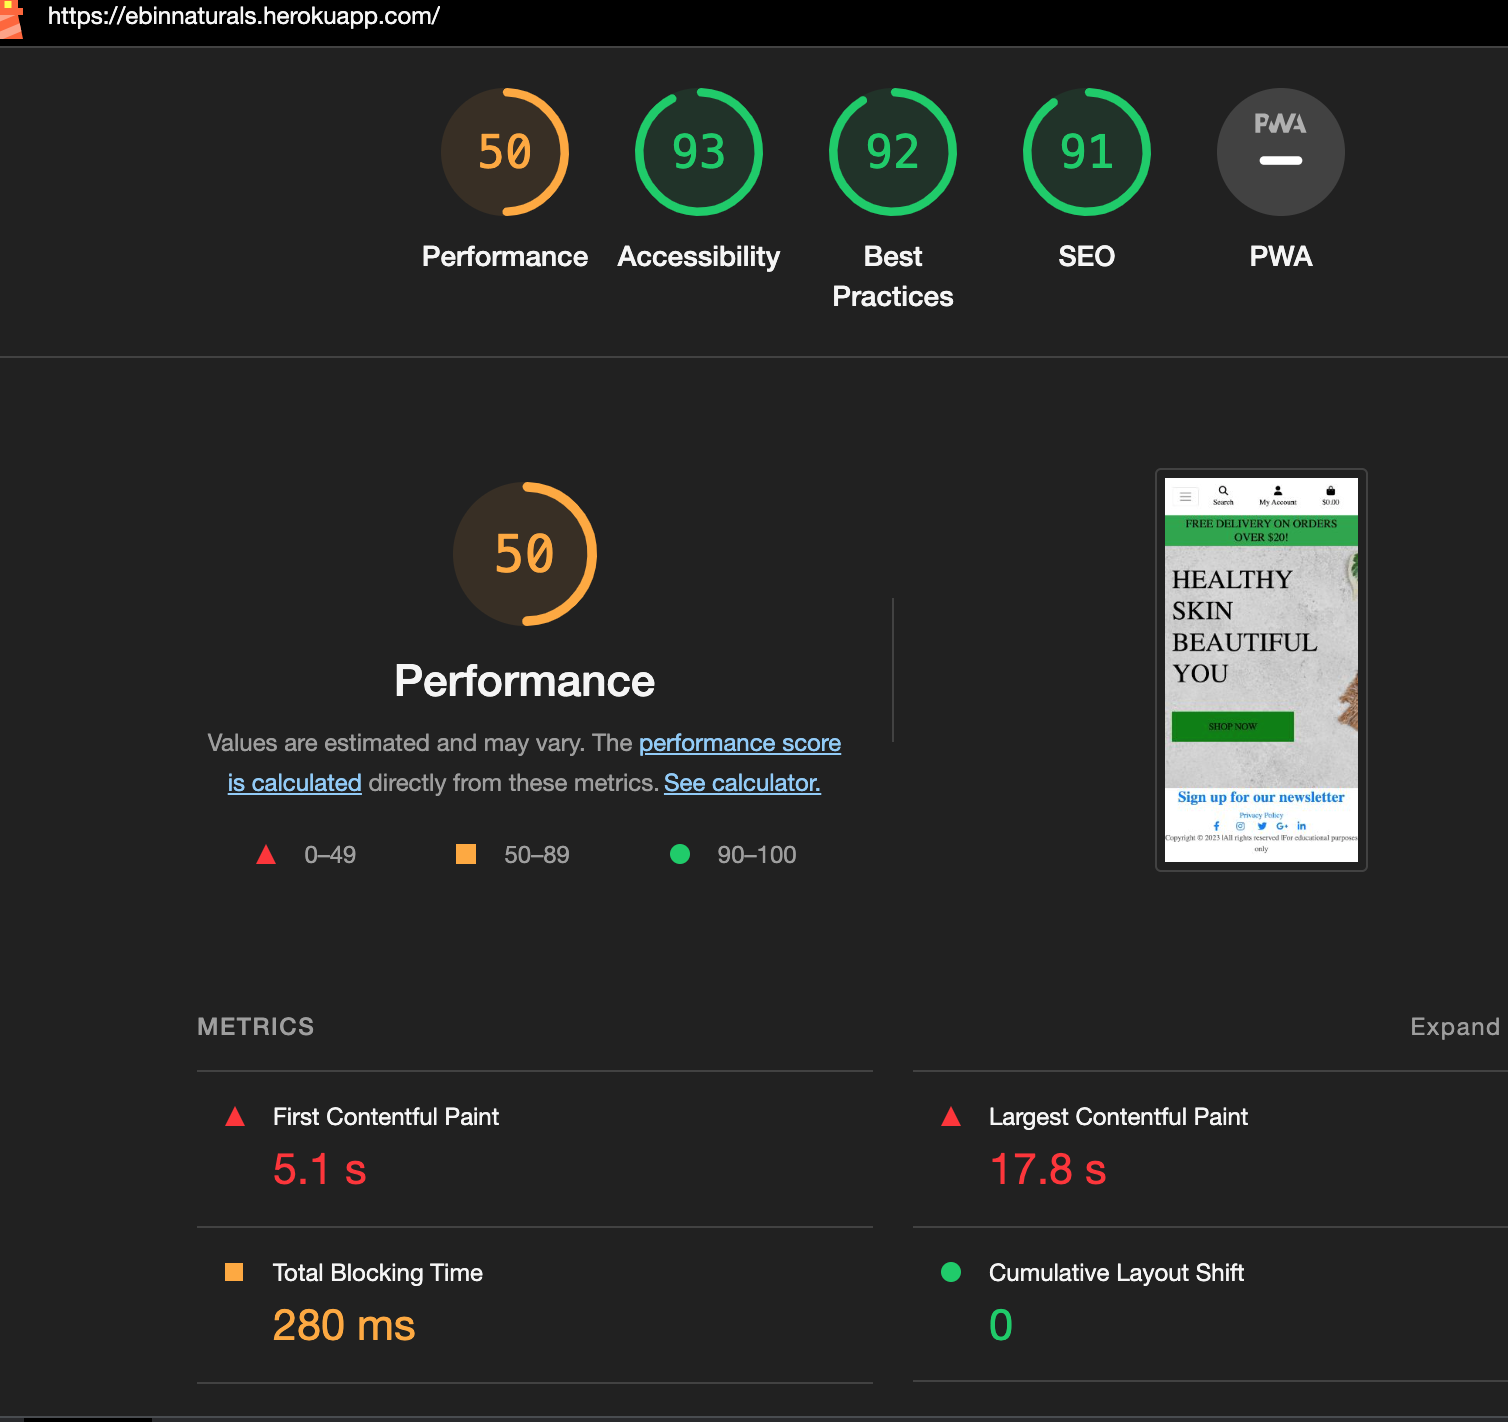 https://ebinnaturals.herokuapp.com/
50
93
92
91
PWA
Performance
Accessibility
Best
Practices
SEO
PWA
50
Performance
Values are estimated and may vary. The performance score
is calculated directly from these metrics. See calculator.
0–49
50–89
90–100
Search
My Account
$0.00
FREE DELIVERY ON ORDERS
OVER $20!
HEALTHY
SKIN
BEAUTIFUL
YOU
SHOP NOW
Sign up for our newsletter
Privacy Policy
Copyright © 2023 |All rights reserved |For educational purposes
only
METRICS
Expand
First Contentful Paint
5.1 s
Largest Contentful Paint
17.8 s
Total Blocking Time
280 ms
Cumulative Layout Shift
0